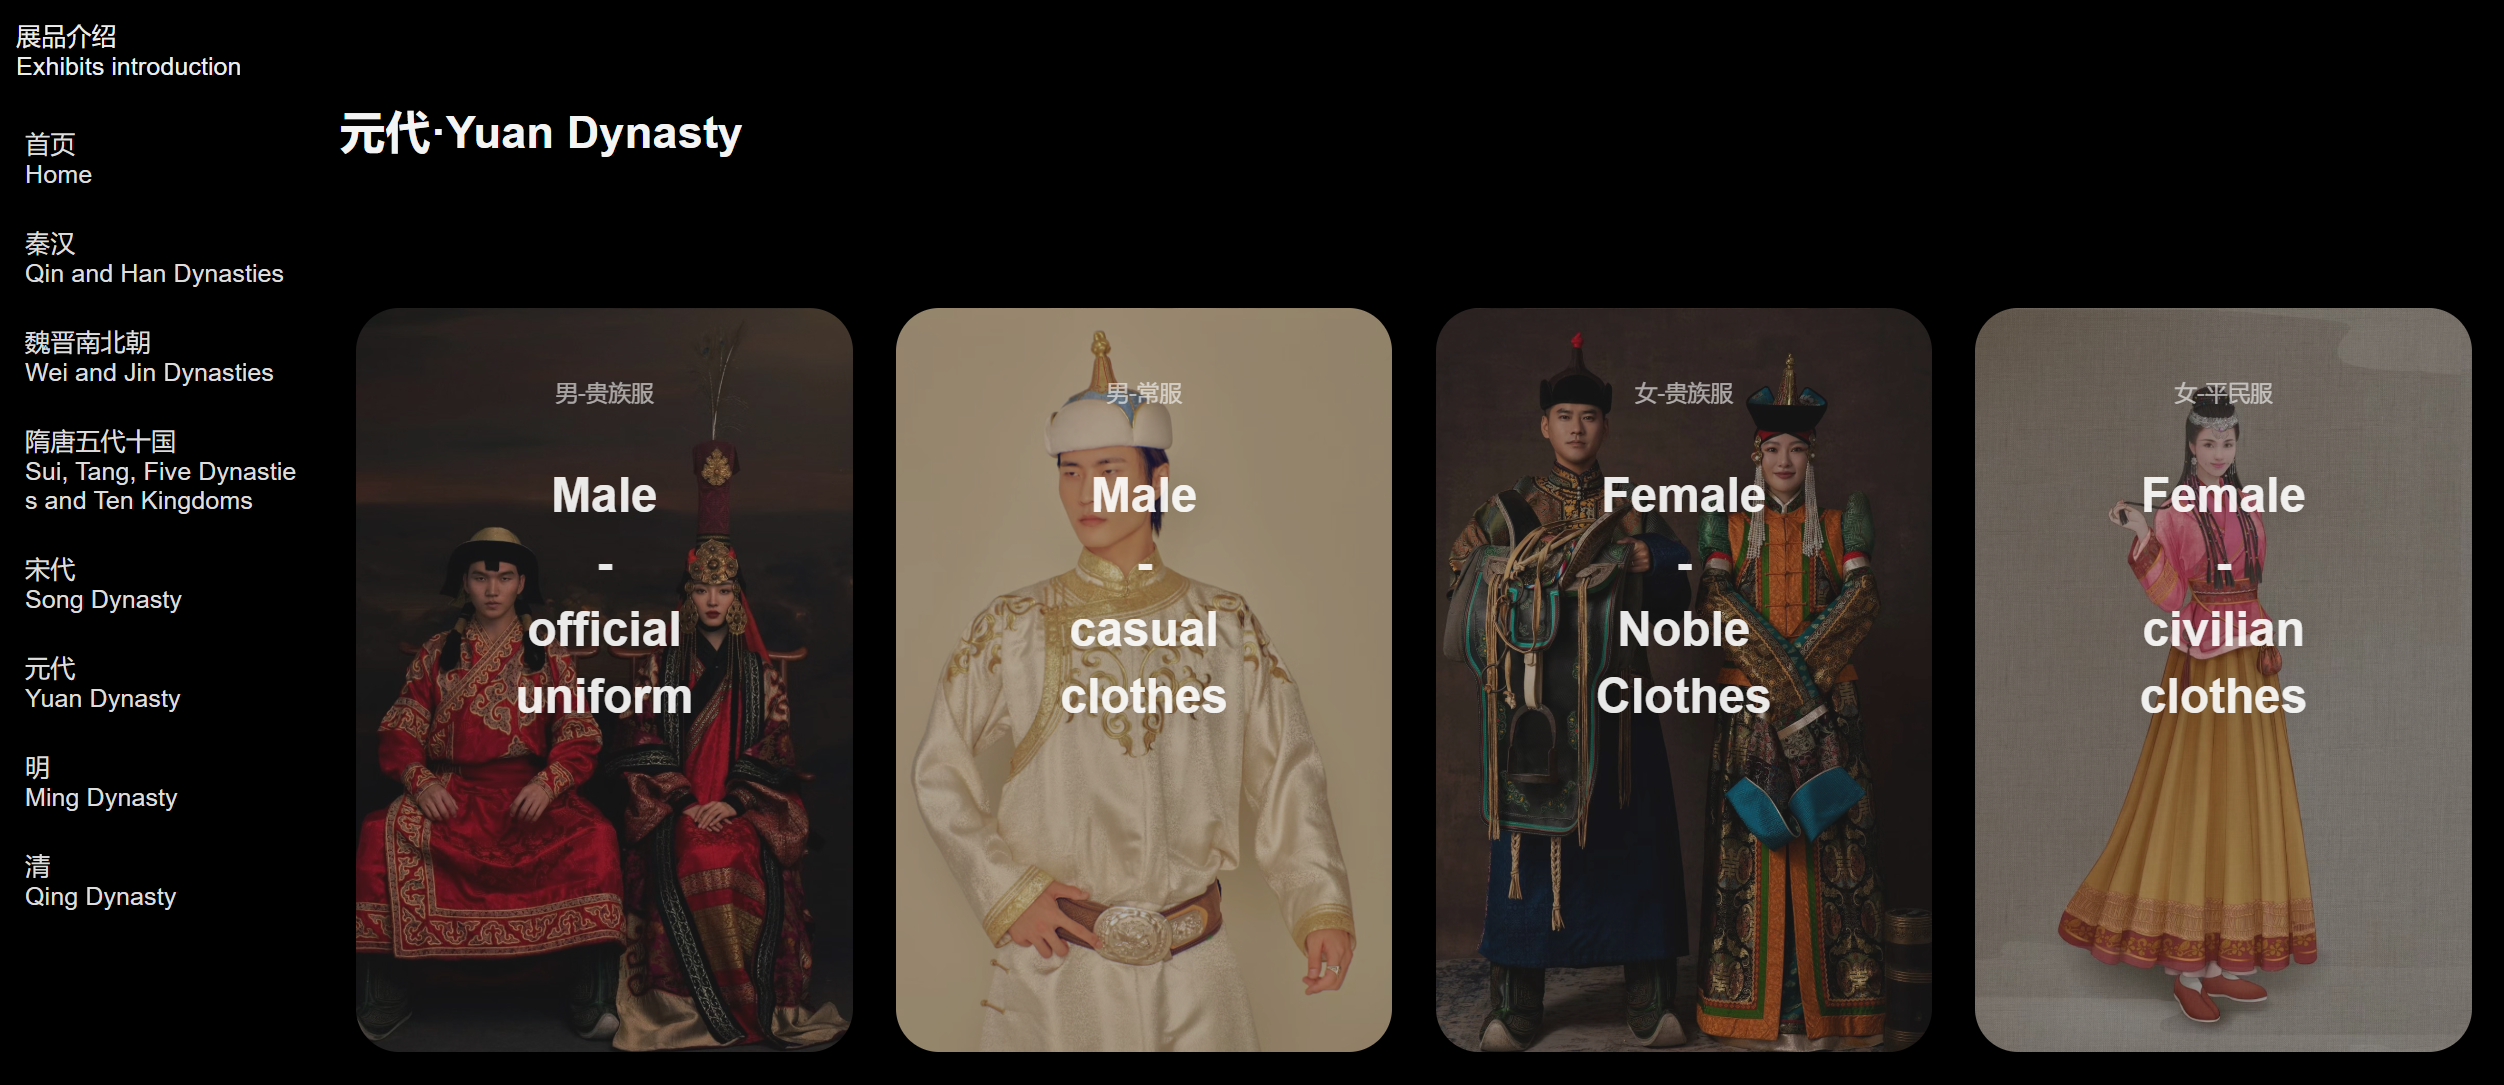 展品介绍
Exhibits introduction
首页
Home
秦汉
Qin and Han Dynasties
魏晋南北朝
Wei and Jin Dynasties
隋唐五代十国
Sui, Tang, Five Dynastie
s and Ten Kingdoms
宋代
Song Dynasty
元代
Yuan Dynasty
明
Ming Dynasty
清
Qing Dynasty
元代·Yuan Dynasty
男-贵族服
Male
-
official
uniform
男-常服
Male
-
casual
clothes
女-贵族服
Female
-
Noble
Clothes
女-平民服
Female
-
civilian
clothes